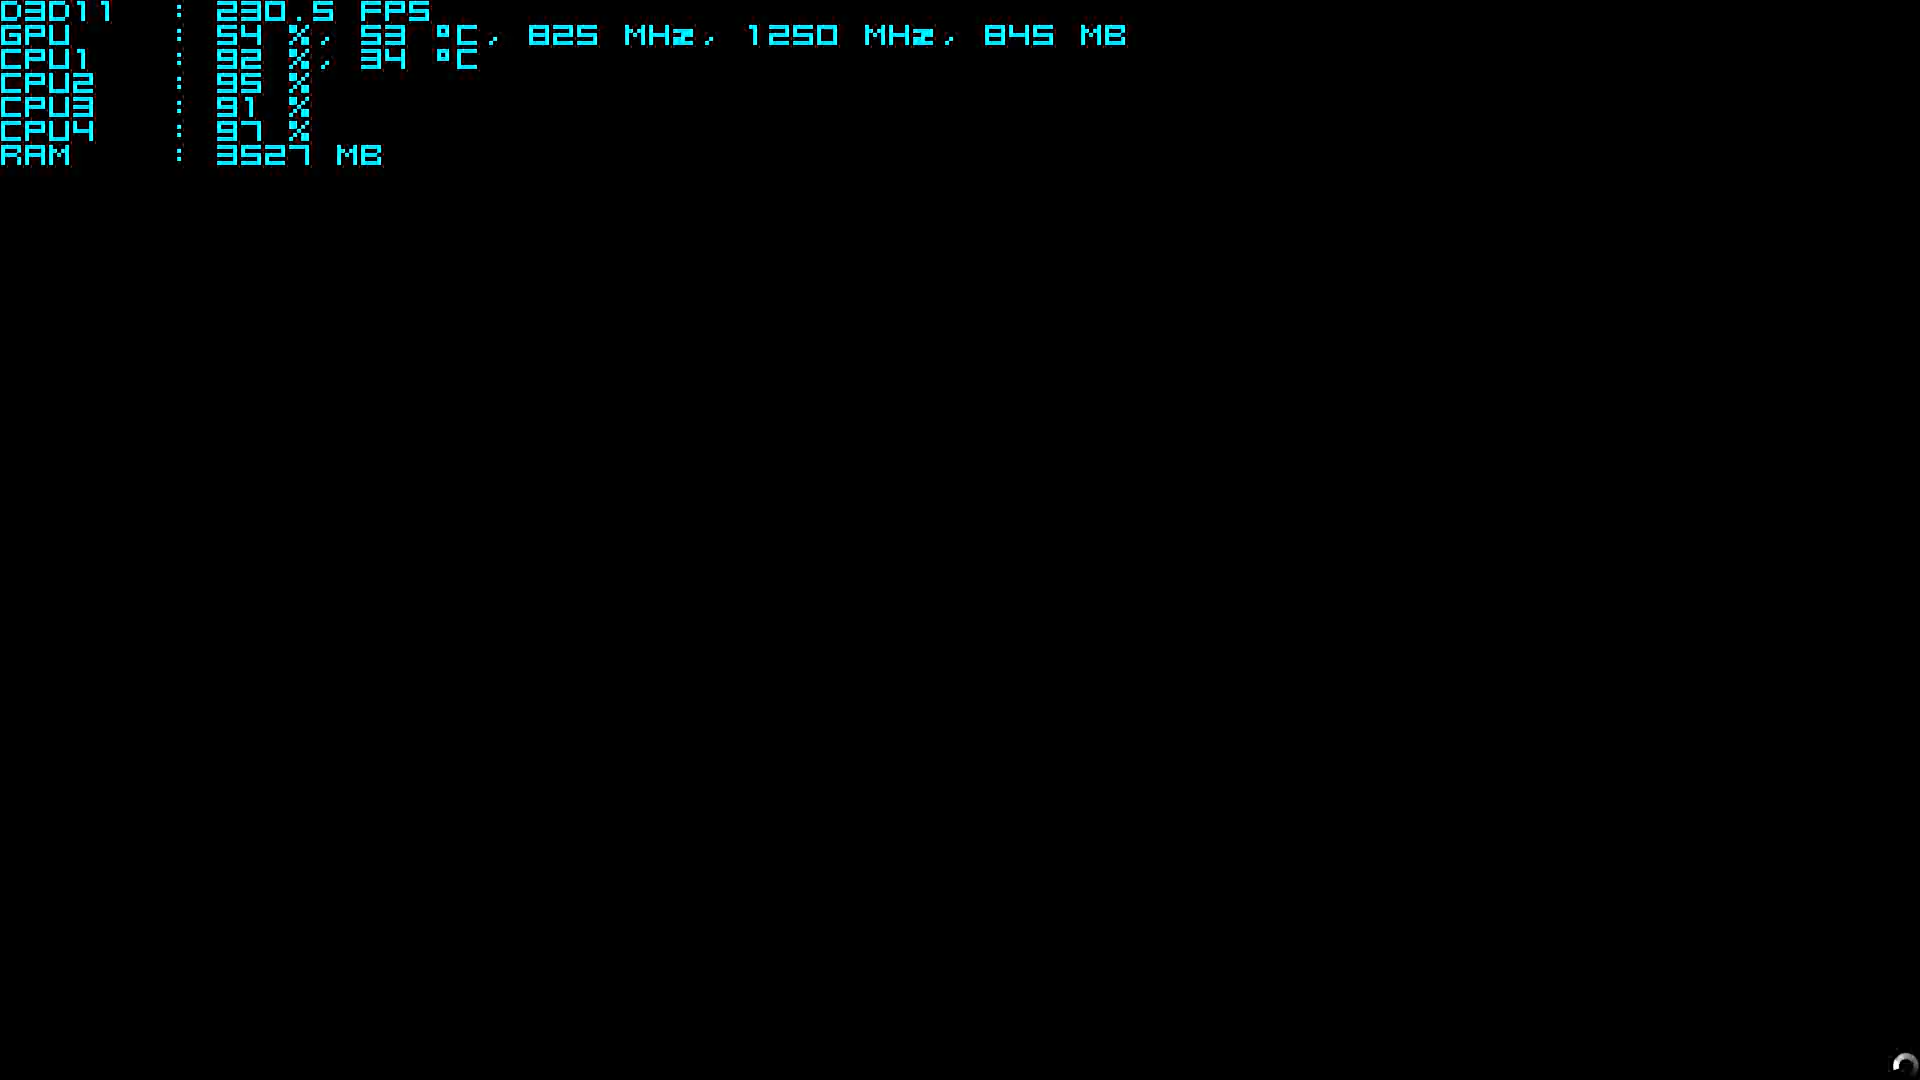 D3D11 : 230.5 FPS
GPU : 54 %, 53 °C, 825 MHz, 1250 MHz, 845 MB
CPU1 : 92 %, 34 °C
CPU2 : 95 %
CPU3 : 91 %
CPU4 : 97 %
RAM : 3527 MB